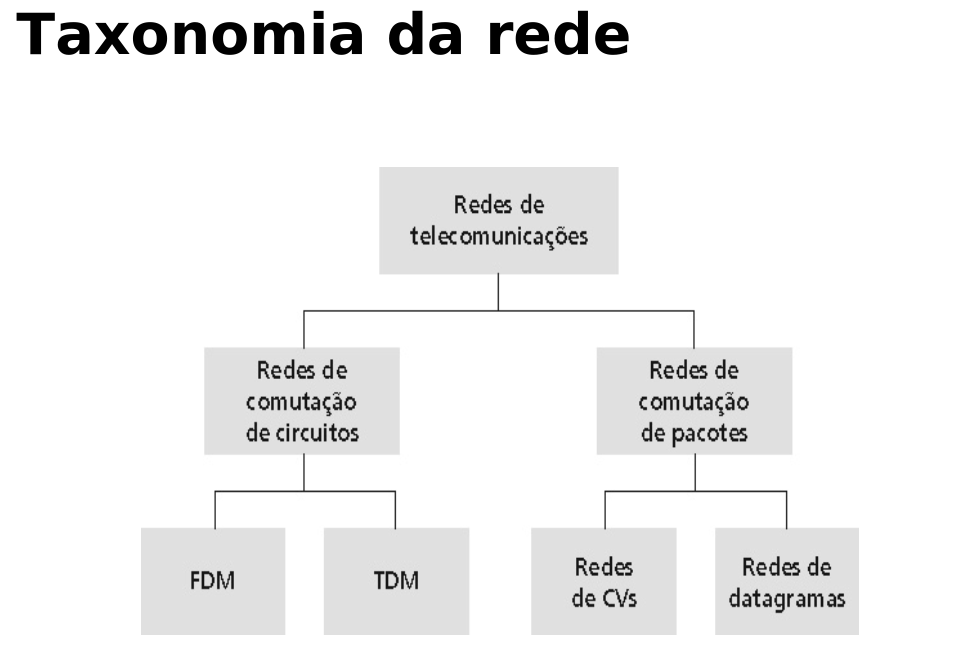 Taxonomia da rede
Redes de
telecomunicações
Redes de
comutação
de circuitos
Redes de
comutação
de pacotes
FDM
TDM
Redes
de CVs
Redes de
datagramas